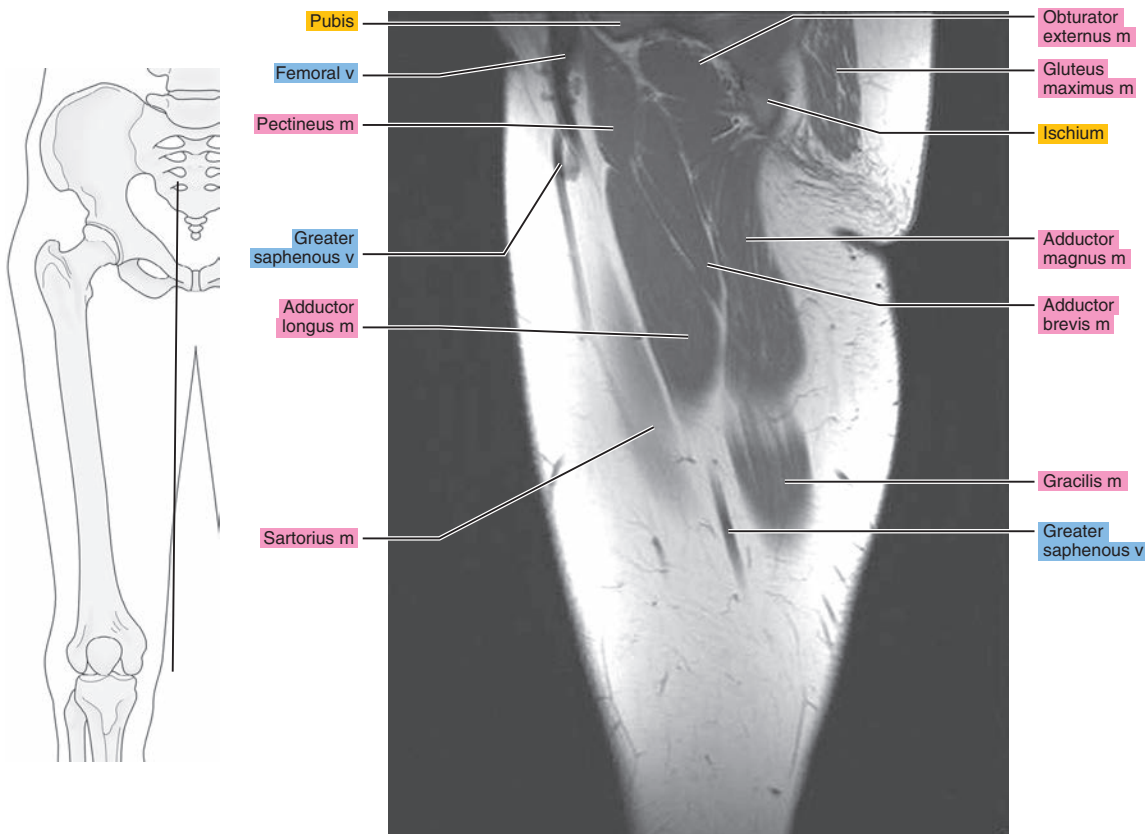 Pubis
Femoral v
Pectineus m
Greater
saphenous v
Adductor
longus m
Sartorius m
Obturator
externus m
Gluteus
maximus m
Ischium
Adductor
magnus m
Adductor
brevis m
Gracilis m
Greater
saphenous v